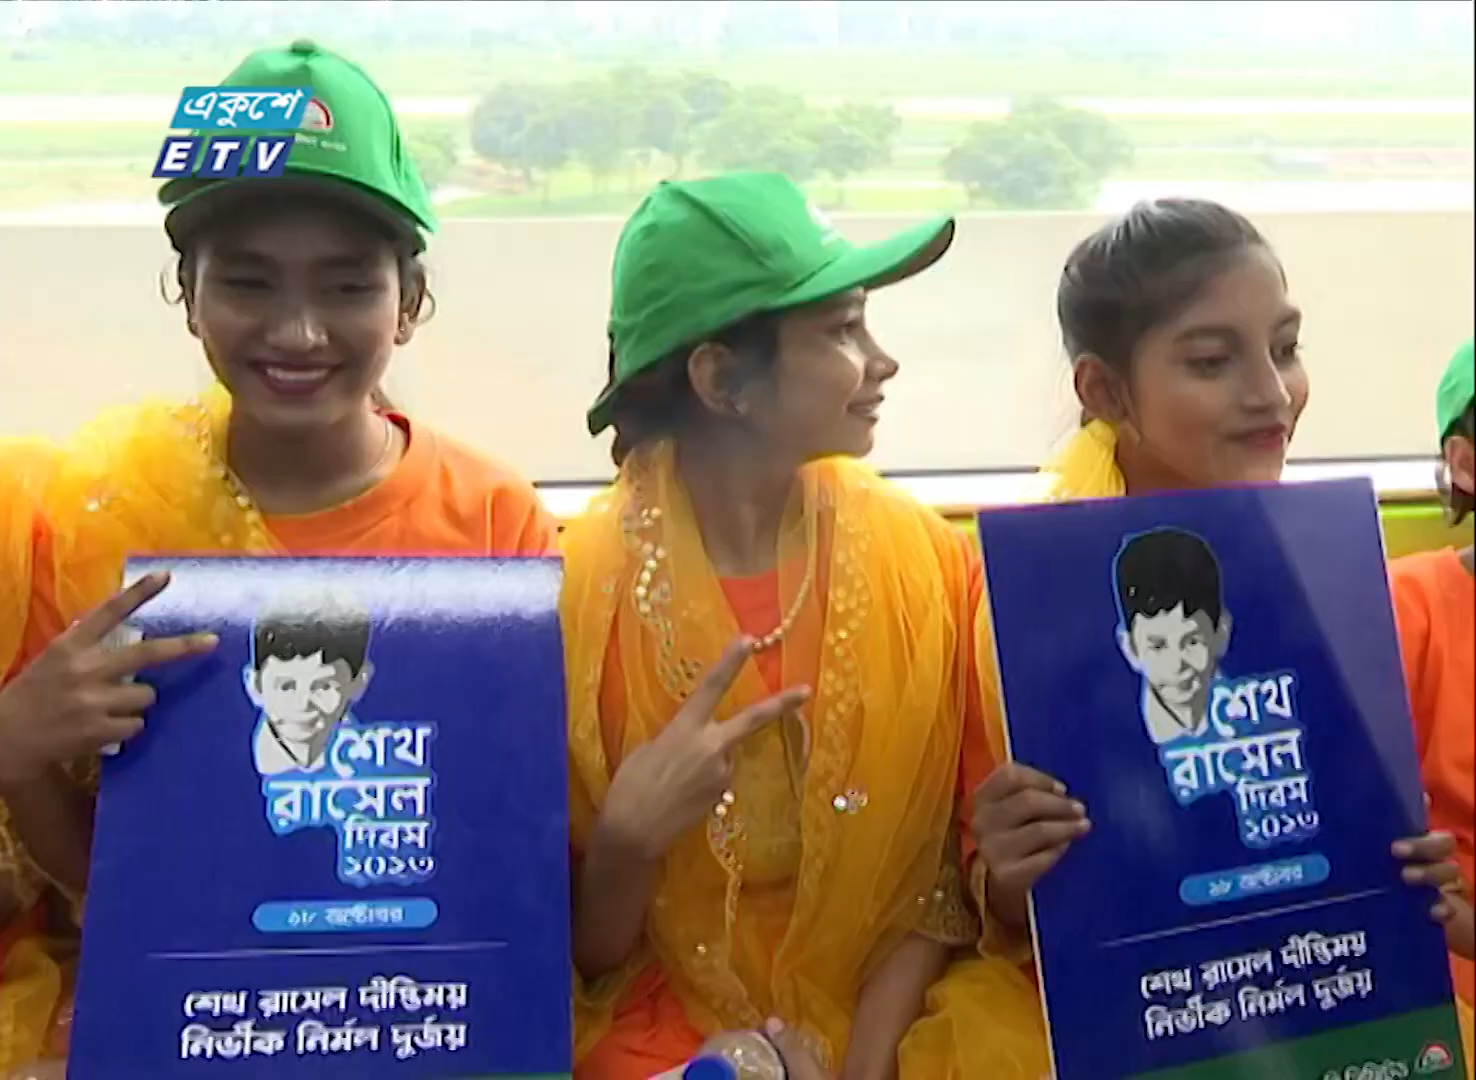 একুশে
ETV
শেখ
রাসেল
দিবস
২০২৩
১৮ অক্টোবর
শেখ রাসেল দীপ্তিময়
নির্ভীক নির্মল দুর্জয়
শেখ
রাসেল
দিবস
২০২৩
১৮ অক্টোবর
শেখ রাসেল দীপ্তিময়
নির্ভীক নির্মল দুর্জয়